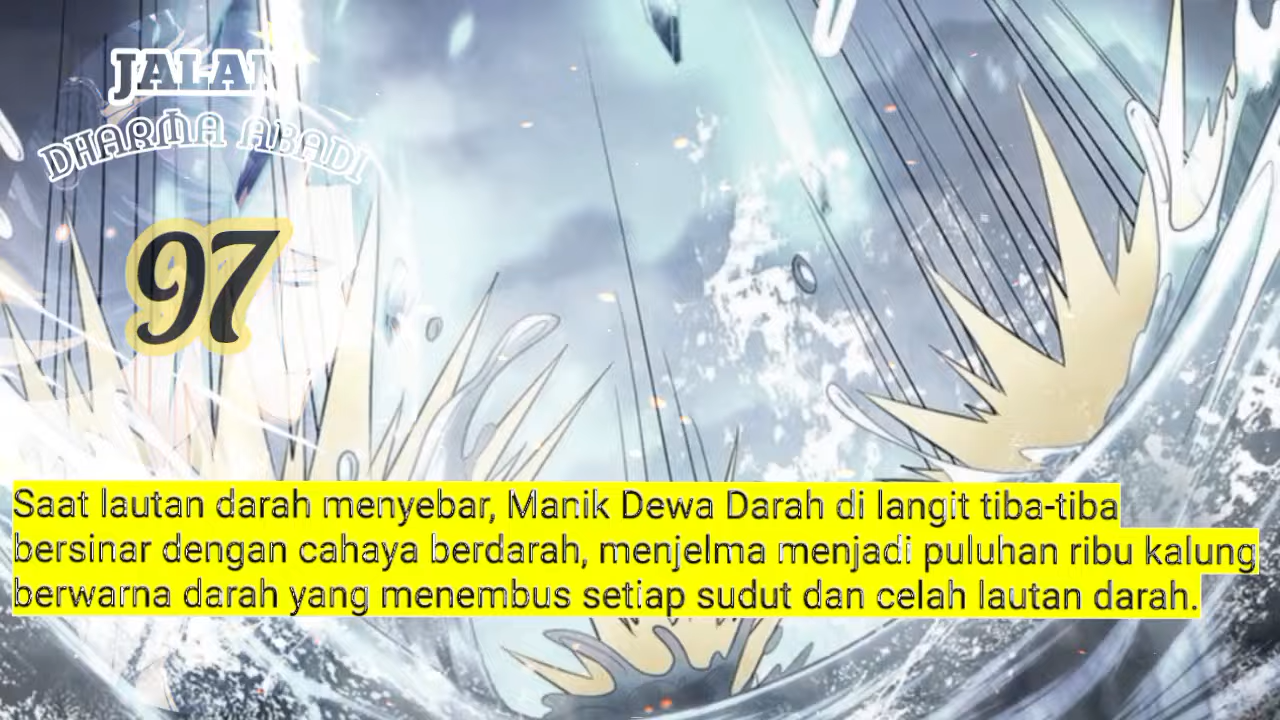 JALAN
DHARMA ABADI
97
Saat lautan darah menyebar, Manik Dewa Darah di langit tiba-tiba
bersinar dengan cahaya berdarah, menjelma menjadi puluhan ribu kalung
berwarna darah yang menembus setiap sudut dan celah lautan darah.